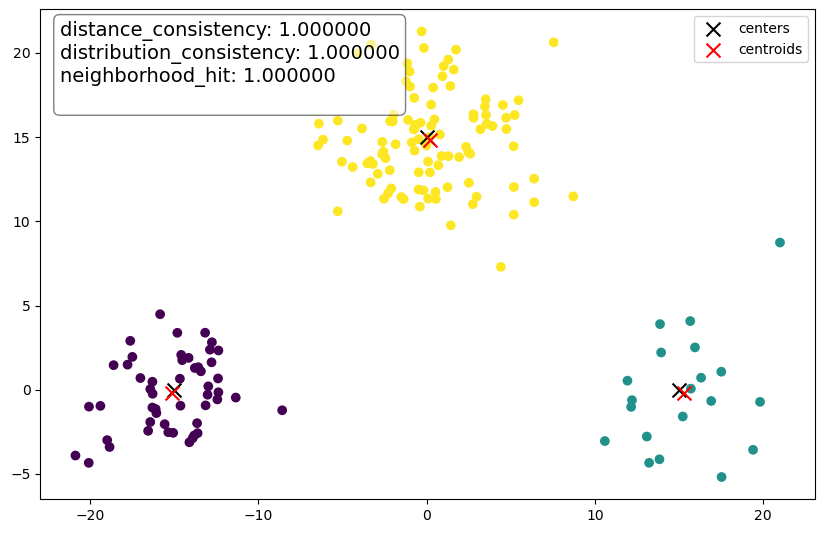 distance_consistency: 1.000000
distribution_consistency: 1.000000
neighborhood_hit: 1.000000
centers
centroids
20
15
10
5
0
−5
−20
−10
0
10
20